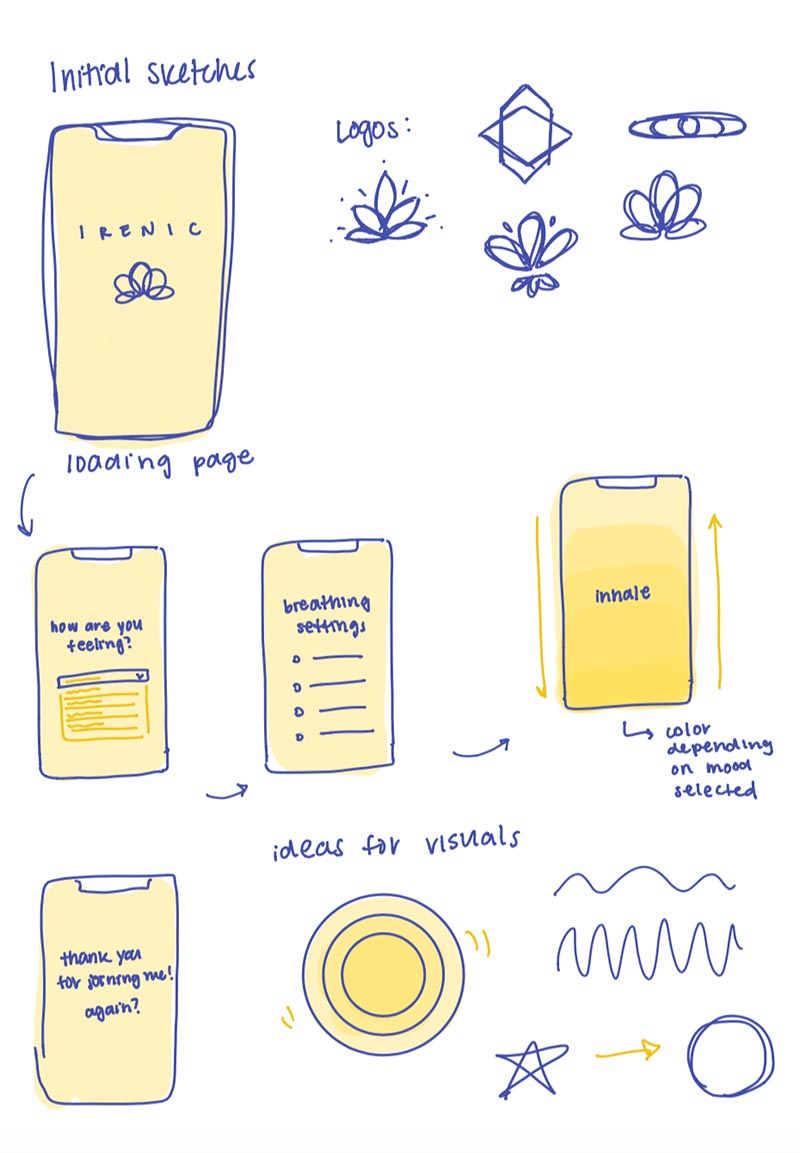 Initial sketches
Logos:
IRENIC
loading page
how are you
feeling?
breathing
settings
inhale
color
depending
on mood
selected
ideas for visuals
thank you
for joining me!
again?